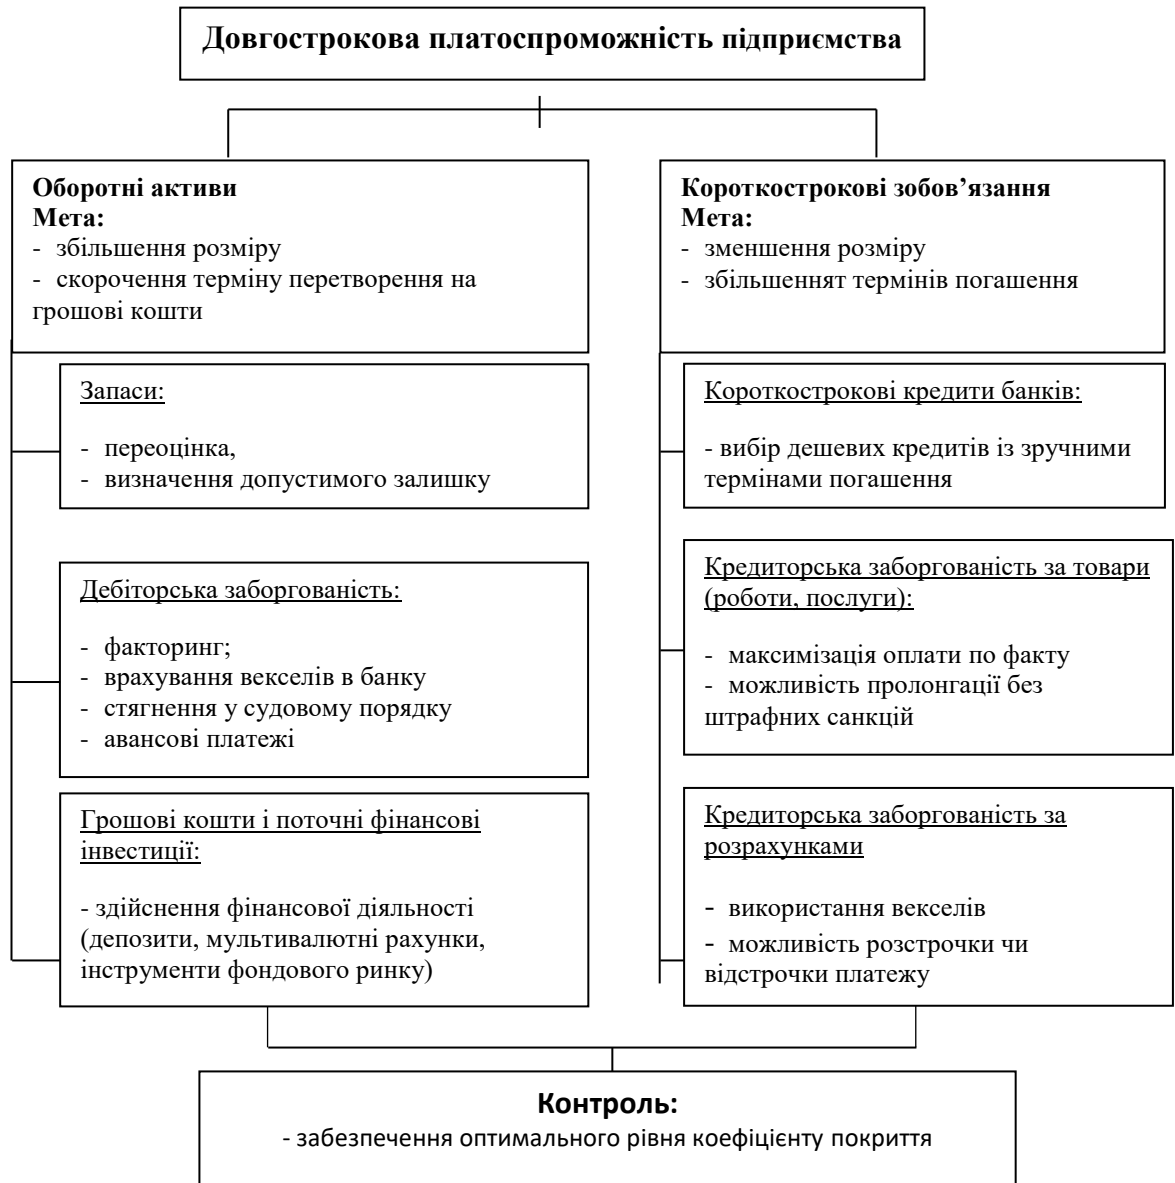 Довгострокова платоспроможність підприємства
Оборотні активи
Мета:
- збільшення розміру
- скорочення терміну перетворення на
грошові кошти
Запаси:
- переоцінка,
- визначення допустимого залишку
Дебіторська заборгованість:
- факторинг;
- врахування векселів в банку
- стягнення у судовому порядку
- авансові платежі
Грошові кошти і поточні фінансові
інвестиції:
- здійснення фінансової діяльності
(депозити, мультивалютні рахунки,
інструменти фондового ринку)
Короткострокові зобов’язання
Мета:
- зменшення розміру
- збільшеннят термінів погашення
Короткострокові кредити банків:
- вибір дешевих кредитів із зручними
термінами погашення
Кредиторська заборгованість за товари
(роботи, послуги):
- максимізація оплати по факту
- можливість пролонгації без
штрафних санкцій
Кредиторська заборгованість за
розрахунками
- використання векселів
- можливість розстрочки чи
відстрочки платежу
Контроль:
- забезпечення оптимального рівня коефіцієнту покриття